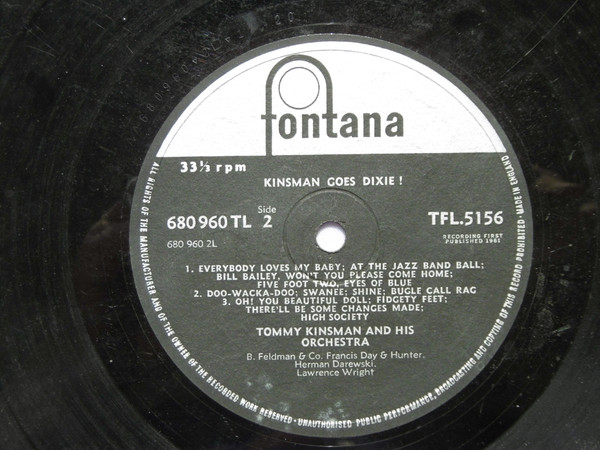 fontana
33⅓ rpm
KINSMAN GOES DIXIE!
680 960 TL
Side
2
TFL.5156
680 960 2L
RECORDING FIRST
PUBLISHED 1961
1. EVERYBODY LOVES MY BABY; AT THE JAZZ BAND BALL;
BILL BAILEY, WON'T YOU PLEASE COME HOME;
FIVE FOOT TWO, EYES OF BLUE
2. DOO-WACKA-DOO; SWANEE; SHINE; BUGLE CALL RAG
3. OH! YOU BEAUTIFUL DOLL; FIDGETY FEET;
THERE'LL BE SOME CHANGES MADE;
HIGH SOCIETY
TOMMY KINSMAN AND HIS
ORCHESTRA
B. Feldman & Co. Francis Day & Hunter.
Herman Darewski.
Lawrence Wright
ALL RIGHTS OF THE MANUFACTURER AND OF THE OWNER OF THE RECORDED WORK RESERVED · UNAUTHORISED PUBLIC PERFORMANCE, BROADCASTING AND COPYING OF THIS RECORD PROHIBITED · MADE IN ENGLAND